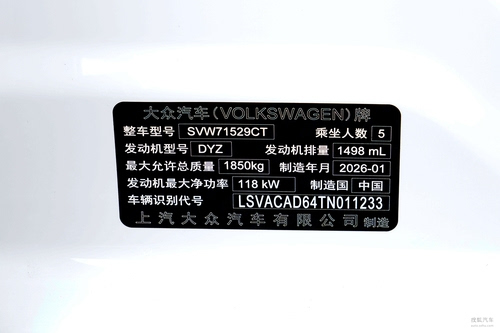 大众汽车(VOLKSWAGEN)牌
整车型号 SVW71529CT 乘坐人数 5
发动机型号 DYZ 发动机排量 1498 mL
最大允许总质量 1850kg 制造年月 2026-01
发动机最大净功率 118 kW 制造国 中国
车辆识别代号 LSVACAD64TN011233
上汽大众汽车有限公司 制造
搜狐汽车